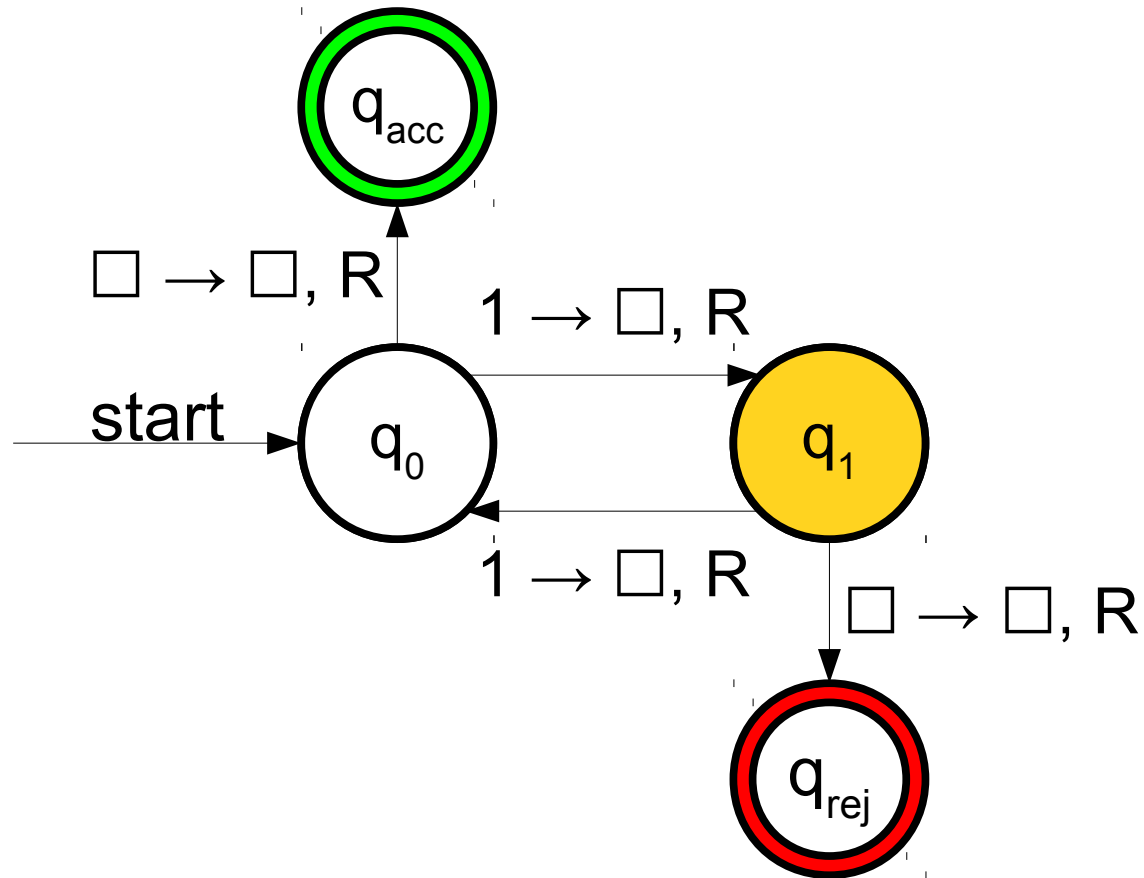 q_acc
□ → □, R
1 → □, R
start
q_0
q_1
1 → □, R
□ → □, R
q_rej